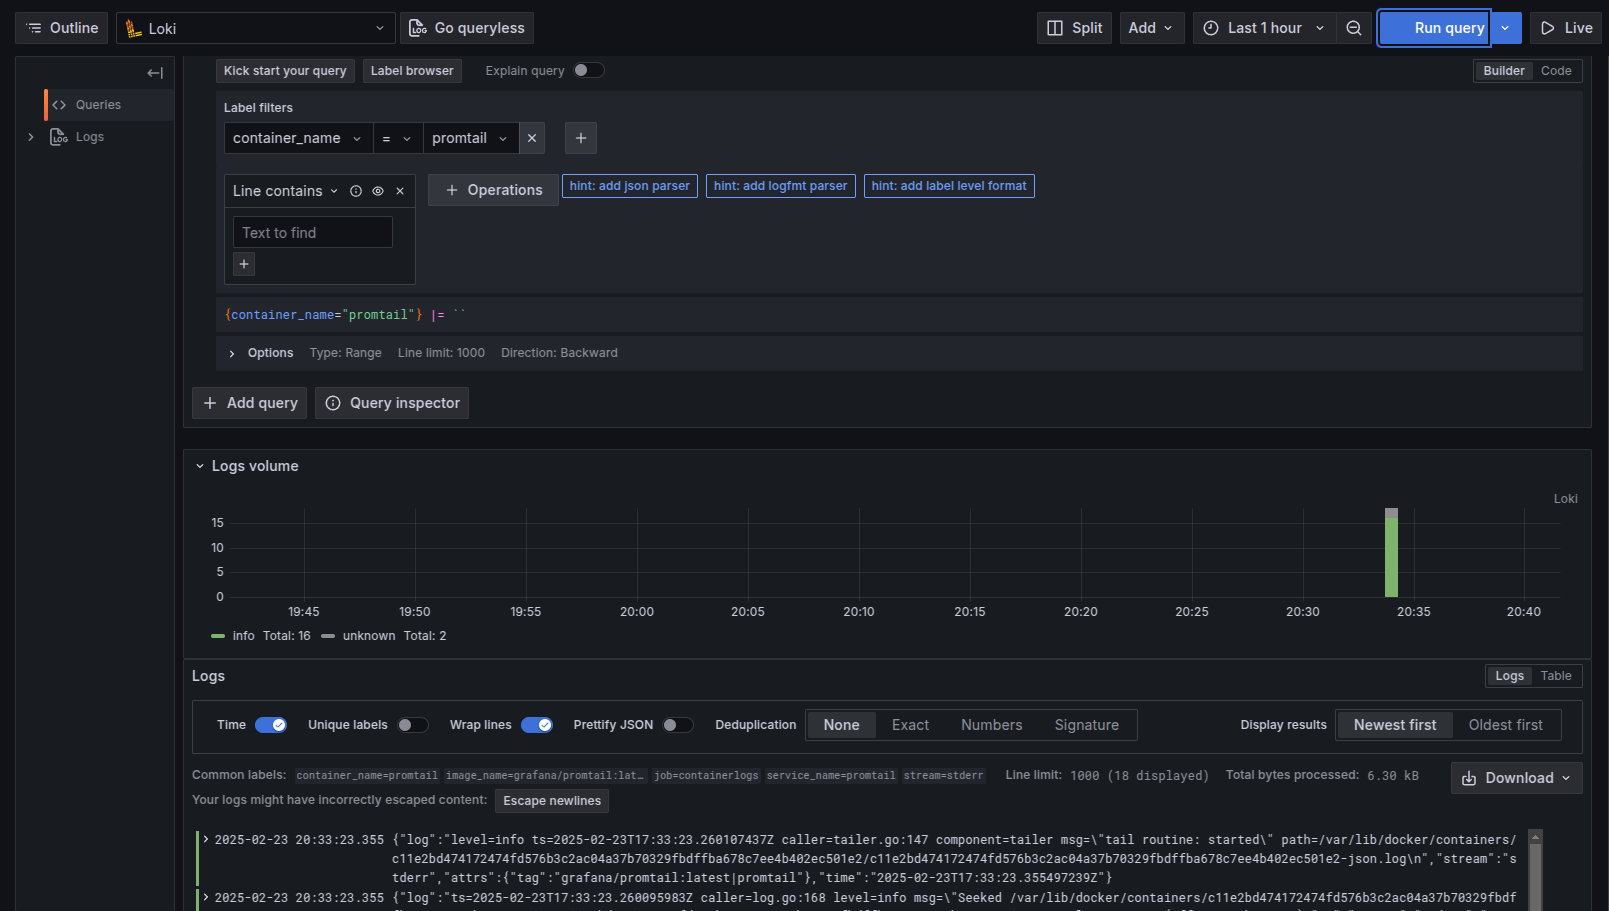 Outline
Loki
Go queryless
Split
Add
Last 1 hour
Run query
Live
Kick start your query
Label browser
Explain query
Builder
Code
Queries
Logs
Label filters
container_name
=
promtail
Line contains
Operations
hint: add json parser
hint: add logfmt parser
hint: add label level format
Text to find
{container_name="promtail"} |= ``
Options
Type: Range
Line limit: 1000
Direction: Backward
Add query
Query inspector
Logs volume
Loki
15
10
5
0
19:45
19:50
19:55
20:00
20:05
20:10
20:15
20:20
20:25
20:30
20:35
20:40
info Total: 16
unknown Total: 2
Logs
Logs
Table
Time
Unique labels
Wrap lines
Prettify JSON
Deduplication
None
Exact
Numbers
Signature
Display results
Newest first
Oldest first
Common labels: container_name=promtail image_name=grafana/promtail:lat… job=containerlogs service_name=promtail stream=stderr
Line limit: 1000 (18 displayed)
Total bytes processed: 6.30 kB
Download
Your logs might have incorrectly escaped content:
Escape newlines
2025-02-23 20:33:23.355 {"log":"level=info ts=2025-02-23T17:33:23.260107437Z caller=tailer.go:147 component=tailer msg=\"tail routine: started\" path=/var/lib/docker/containers/
c11e2bd474172474fd576b3c2ac04a37b70329fbdffba678c7ee4b402ec501e2/c11e2bd474172474fd576b3c2ac04a37b70329fbdffba678c7ee4b402ec501e2-json.log\n","stream":"s
tderr","attrs":{"tag":"grafana/promtail:latest|promtail"},"time":"2025-02-23T17:33:23.355497239Z"}
2025-02-23 20:33:23.355 {"log":"ts=2025-02-23T17:33:23.260095983Z caller=log.go:168 level=info msg=\"Seeked /var/lib/docker/containers/c11e2bd474172474fd576b3c2ac04a37b70329fbdf